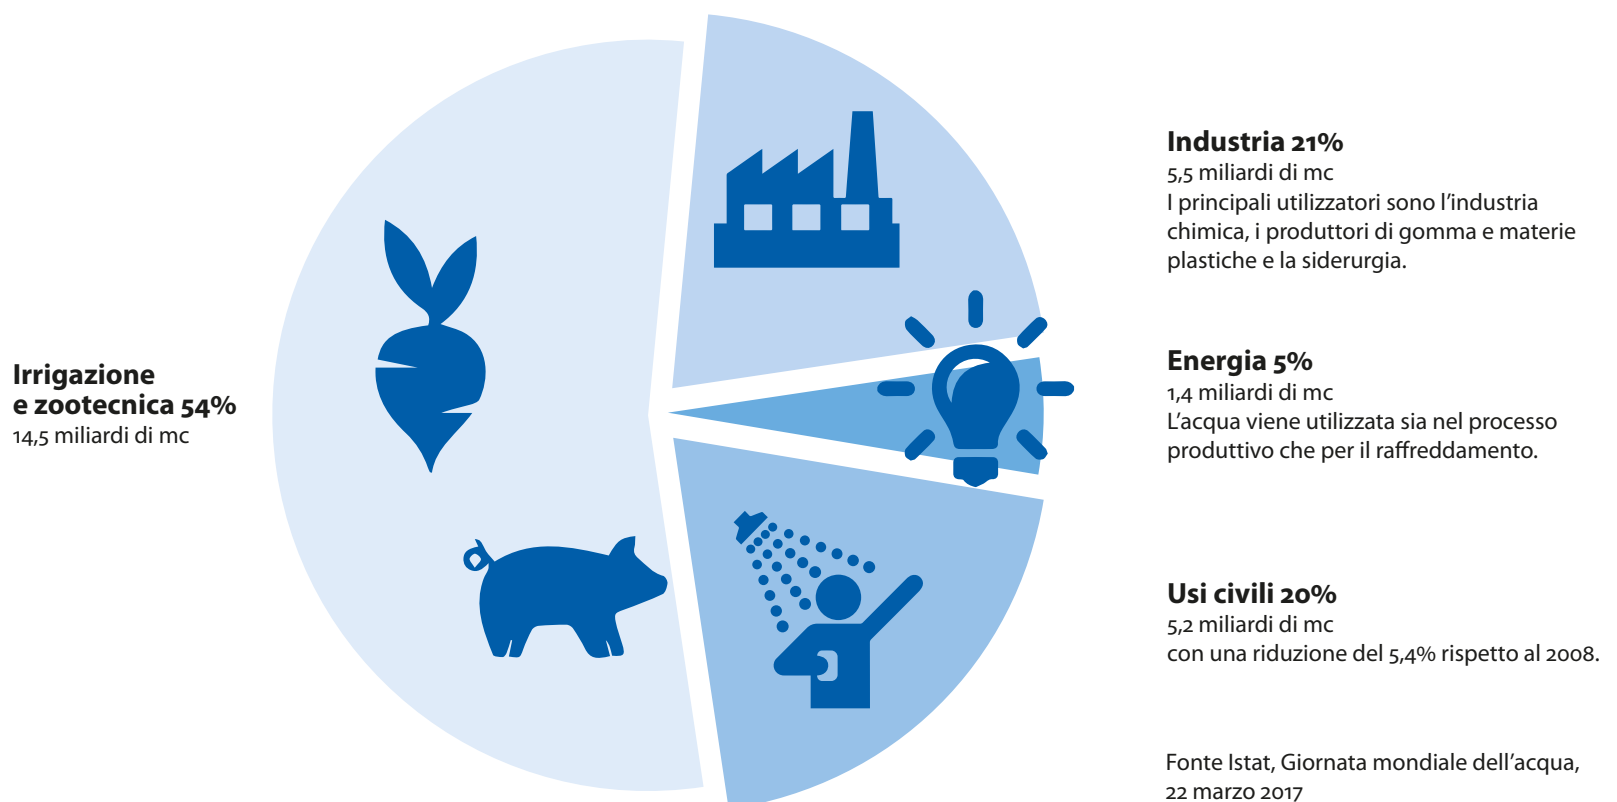 Irrigazione
e zootecnica 54%
14,5 miliardi di mc
Industria 21%
5,5 miliardi di mc
I principali utilizzatori sono l’industria
chimica, i produttori di gomma e materie
plastiche e la siderurgia.
Energia 5%
1,4 miliardi di mc
L’acqua viene utilizzata sia nel processo
produttivo che per il raffreddamento.
Usi civili 20%
5,2 miliardi di mc
con una riduzione del 5,4% rispetto al 2008.
Fonte Istat, Giornata mondiale dell’acqua,
22 marzo 2017